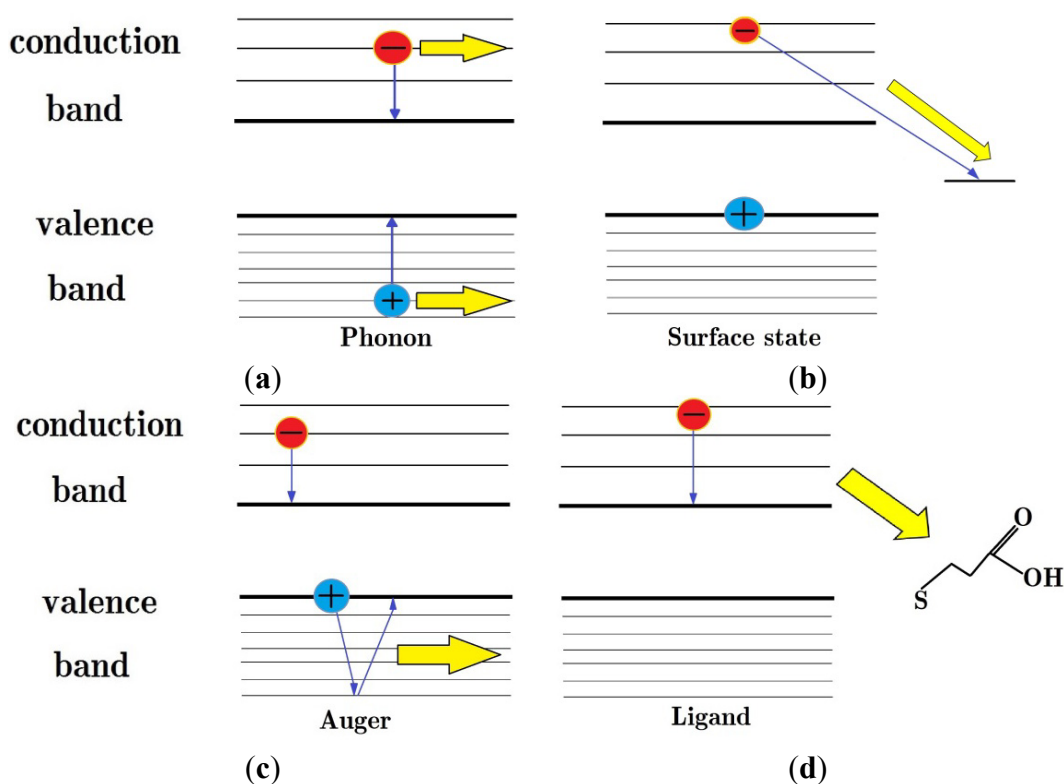 conduction
band
valence
band
Phonon
Surface state
(a)
(b)
conduction
band
valence
band
O
OH
S
Auger
Ligand
(c)
(d)